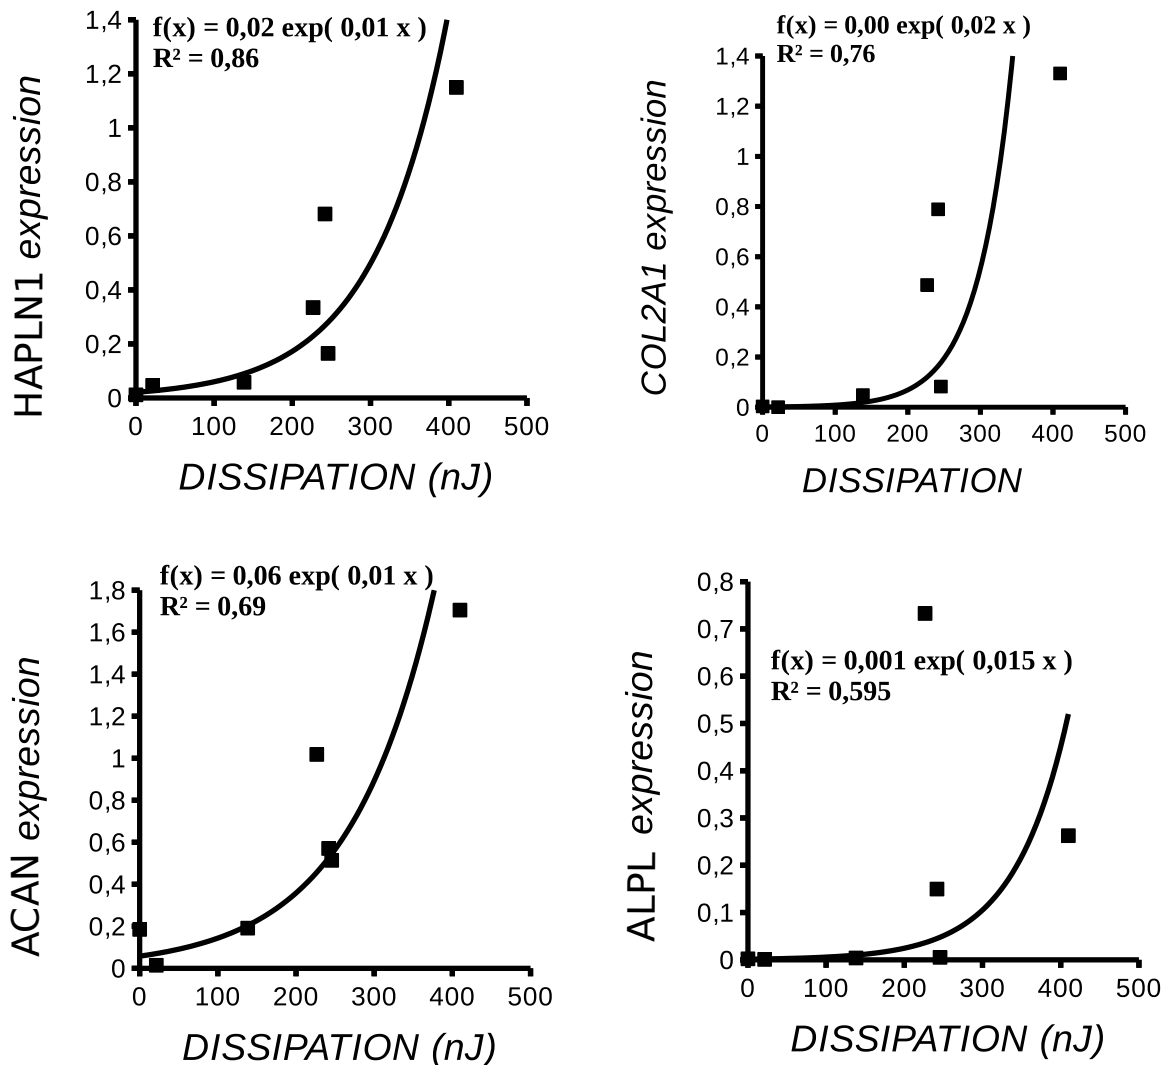 f(x) = 0,02 exp( 0,01 x )
R² = 0,86
HAPLN1 expression
1,4
1,2
1
0,8
0,6
0,4
0,2
0
0 100 200 300 400 500
DISSIPATION (nJ)
f(x) = 0,00 exp( 0,02 x )
R² = 0,76
COL2A1 expression
1,4
1,2
1
0,8
0,6
0,4
0,2
0
0 100 200 300 400 500
DISSIPATION
f(x) = 0,06 exp( 0,01 x )
R² = 0,69
ACAN expression
1,8
1,6
1,4
1,2
1
0,8
0,6
0,4
0,2
0
0 100 200 300 400 500
DISSIPATION (nJ)
f(x) = 0,001 exp( 0,015 x )
R² = 0,595
ALPL expression
0,8
0,7
0,6
0,5
0,4
0,3
0,2
0,1
0
0 100 200 300 400 500
DISSIPATION (nJ)